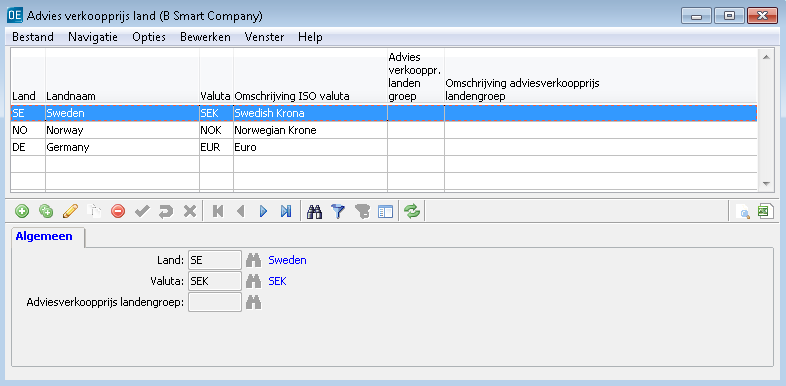 OE Advies verkoopprijs land (B Smart Company)
Bestand Navigatie Opties Bewerken Venster Help
Land Landnaam Valuta Omschrijving ISO valuta Advies verkooppr. landen groep Omschrijving adviesverkoopprijs landengroep
SE Sweden SEK Swedish Krona
NO Norway NOK Norwegian Krone
DE Germany EUR Euro
Algemeen
Land: SE Sweden
Valuta: SEK SEK
Adviesverkoopprijs landengroep: